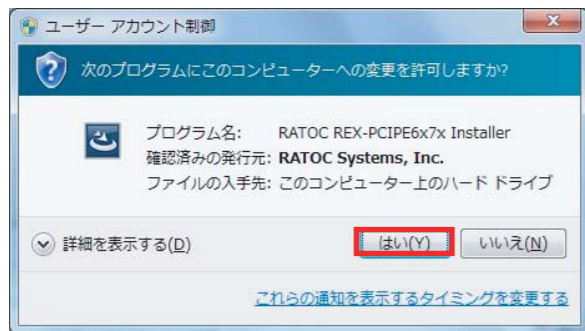 ユーザー アカウント制御
次のプログラムにこのコンピューターへの変更を許可しますか?
プログラム名: RATOC REX-PCIPE6x7x Installer
確認済みの発行元: RATOC Systems, Inc.
ファイルの入手先: このコンピューター上のハード ドライブ
詳細を表示する(D)
はい(Y) いいえ(N)
これらの通知を表示するタイミングを変更する